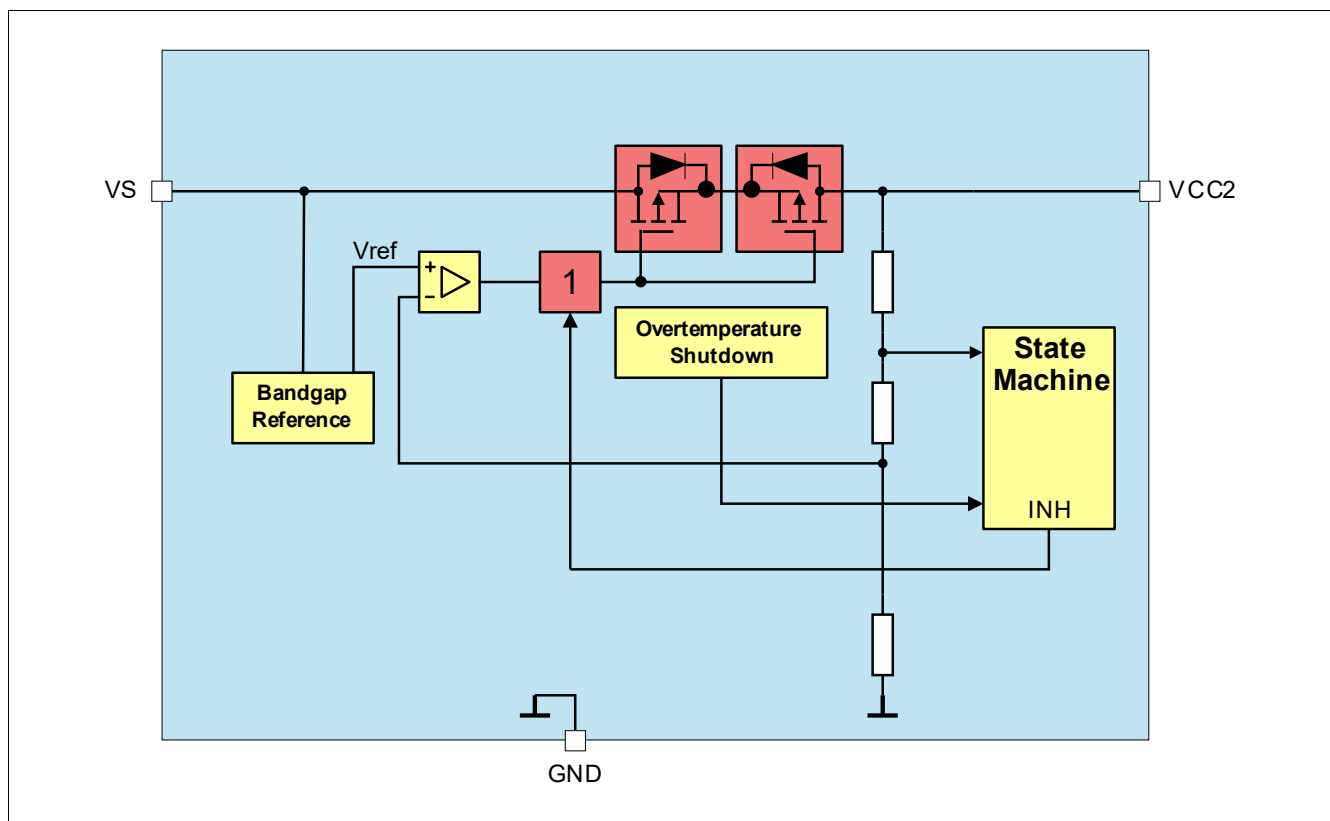 VS
VCC2
Vref
+
−
1
Overtemperature
Shutdown
State
Machine
Bandgap
Reference
INH
GND